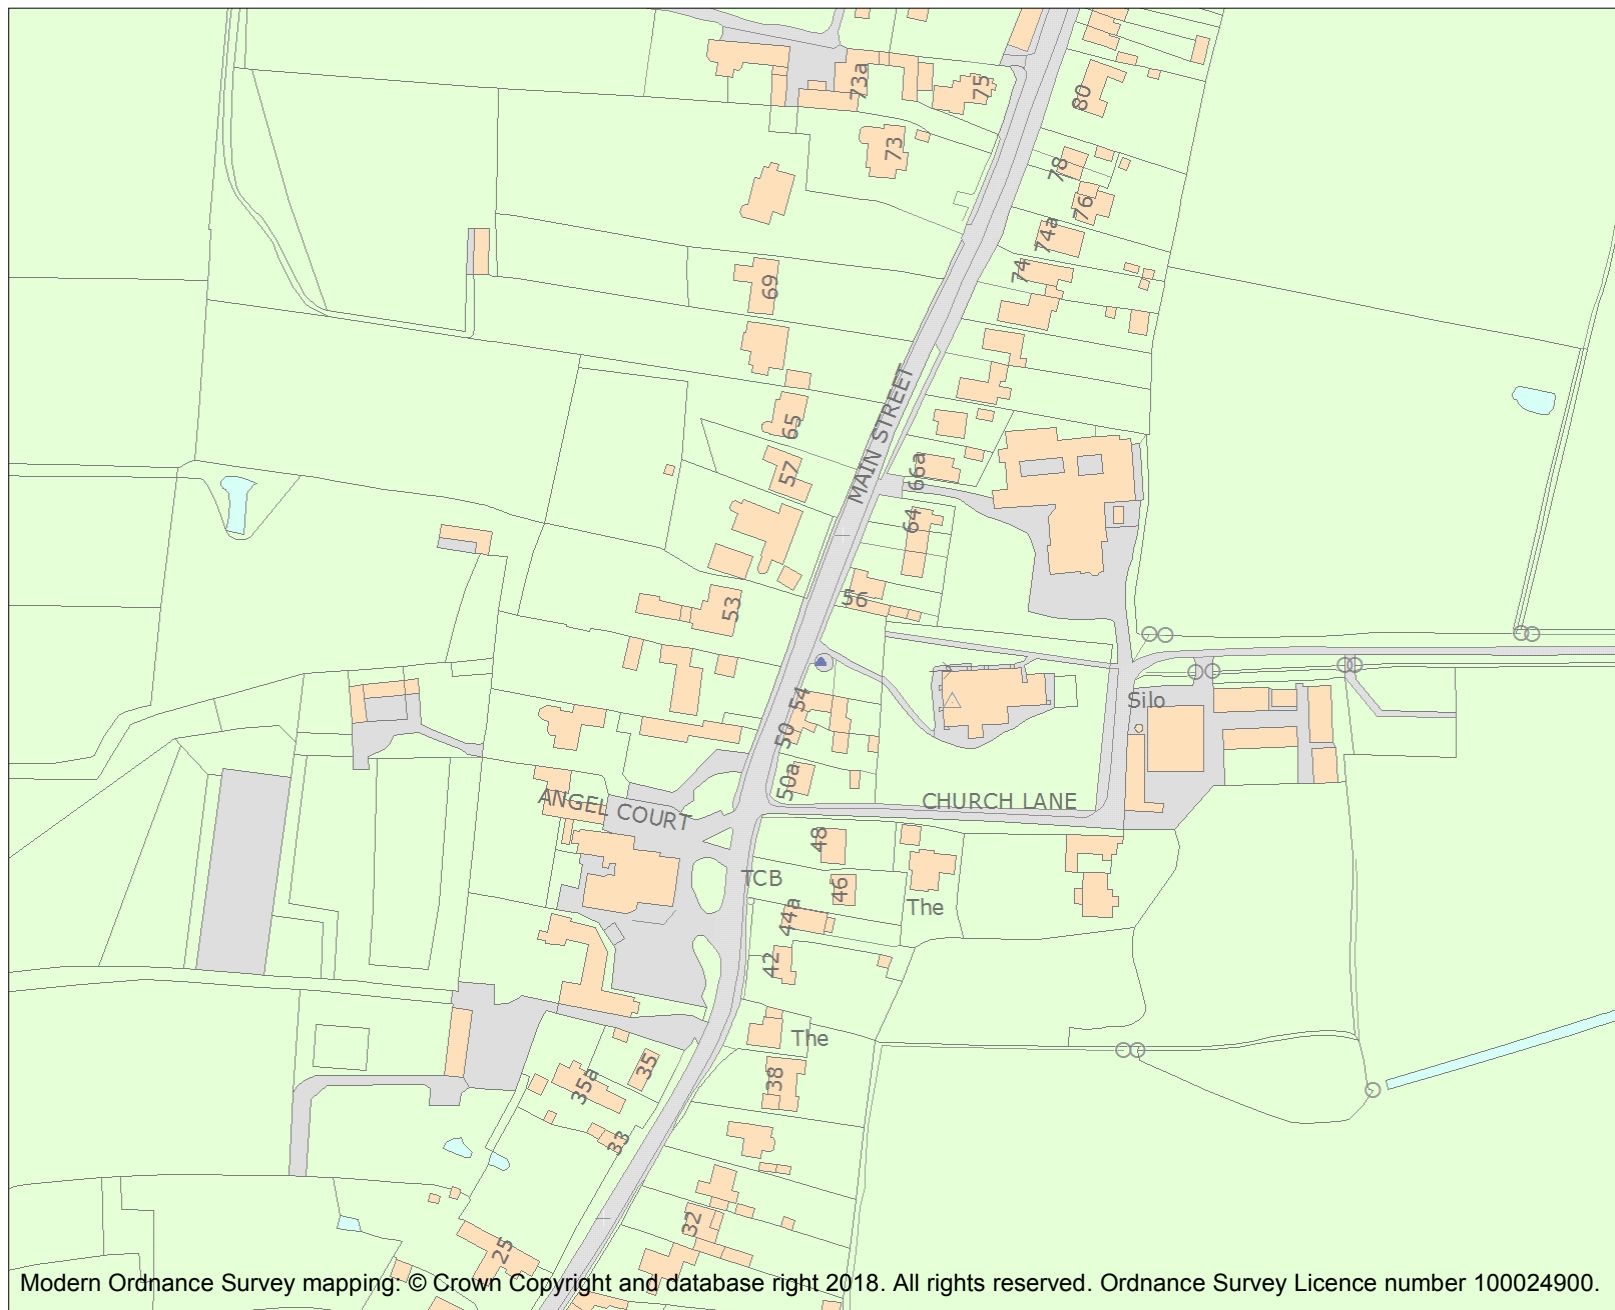 73a
75
80
73
78
76
74a
74
69
MAIN STREET
65
66a
57
64
56
53
54
Silo
50
50a
ANGEL COURT
CHURCH LANE
48
TCB
46
The
44a
42
The
35
38
35a
33
32
25
Modern Ordnance Survey mapping: © Crown Copyright and database right 2018. All rights reserved. Ordnance Survey Licence number 100024900.